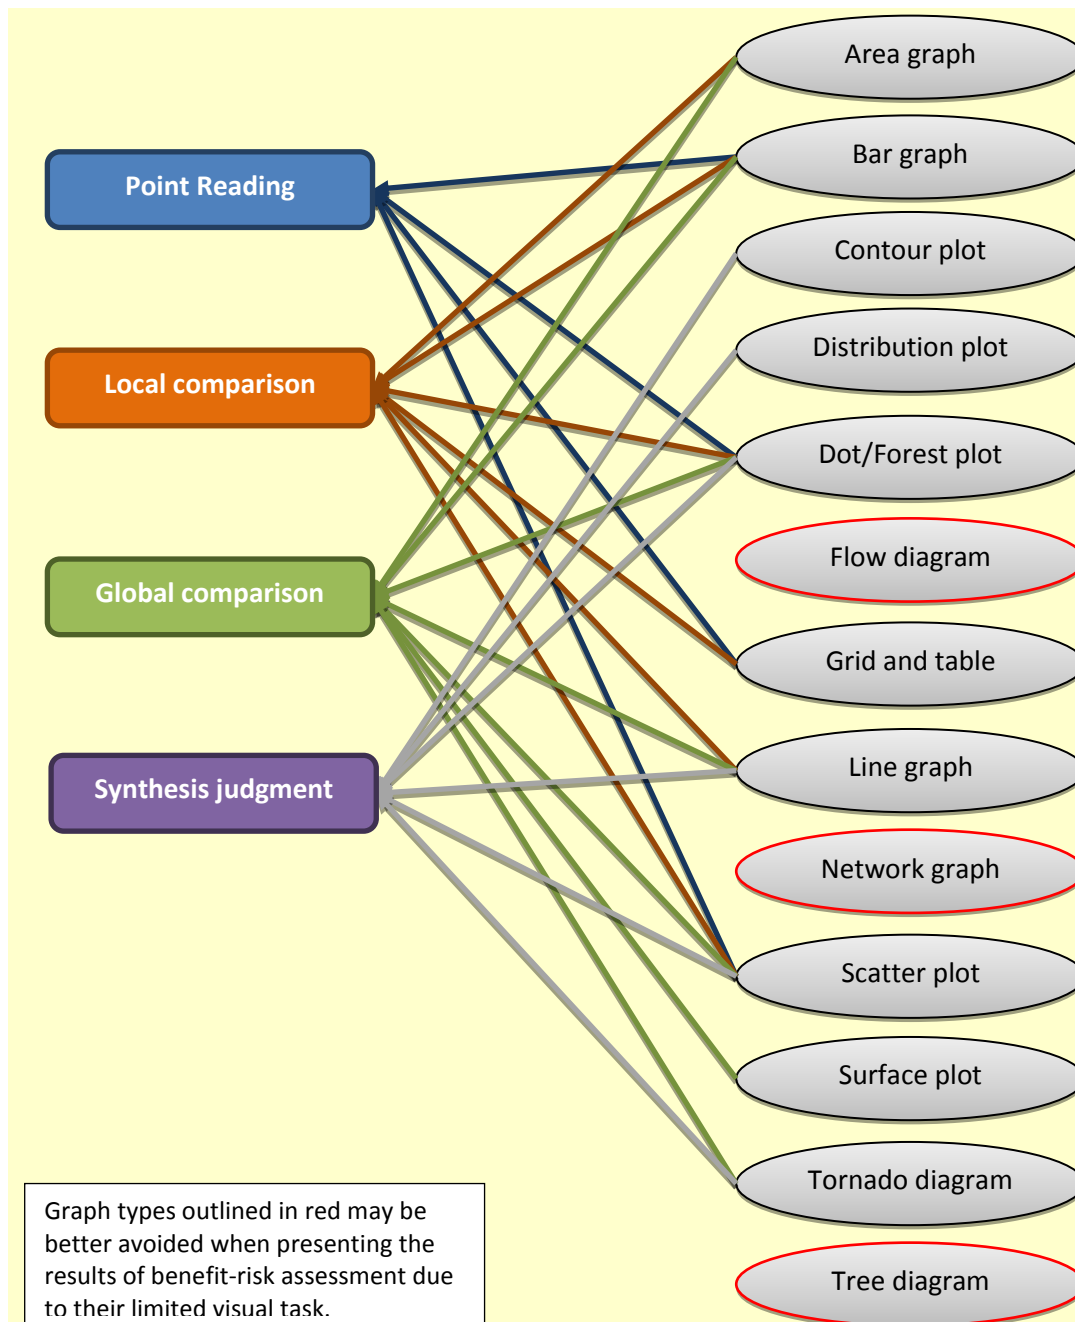 Point Reading
Local comparison
Global comparison
Synthesis judgment
Area graph
Bar graph
Contour plot
Distribution plot
Dot/Forest plot
Flow diagram
Grid and table
Line graph
Network graph
Scatter plot
Surface plot
Tornado diagram
Tree diagram
Graph types outlined in red may be
better avoided when presenting the
results of benefit-risk assessment due
to their limited visual task.